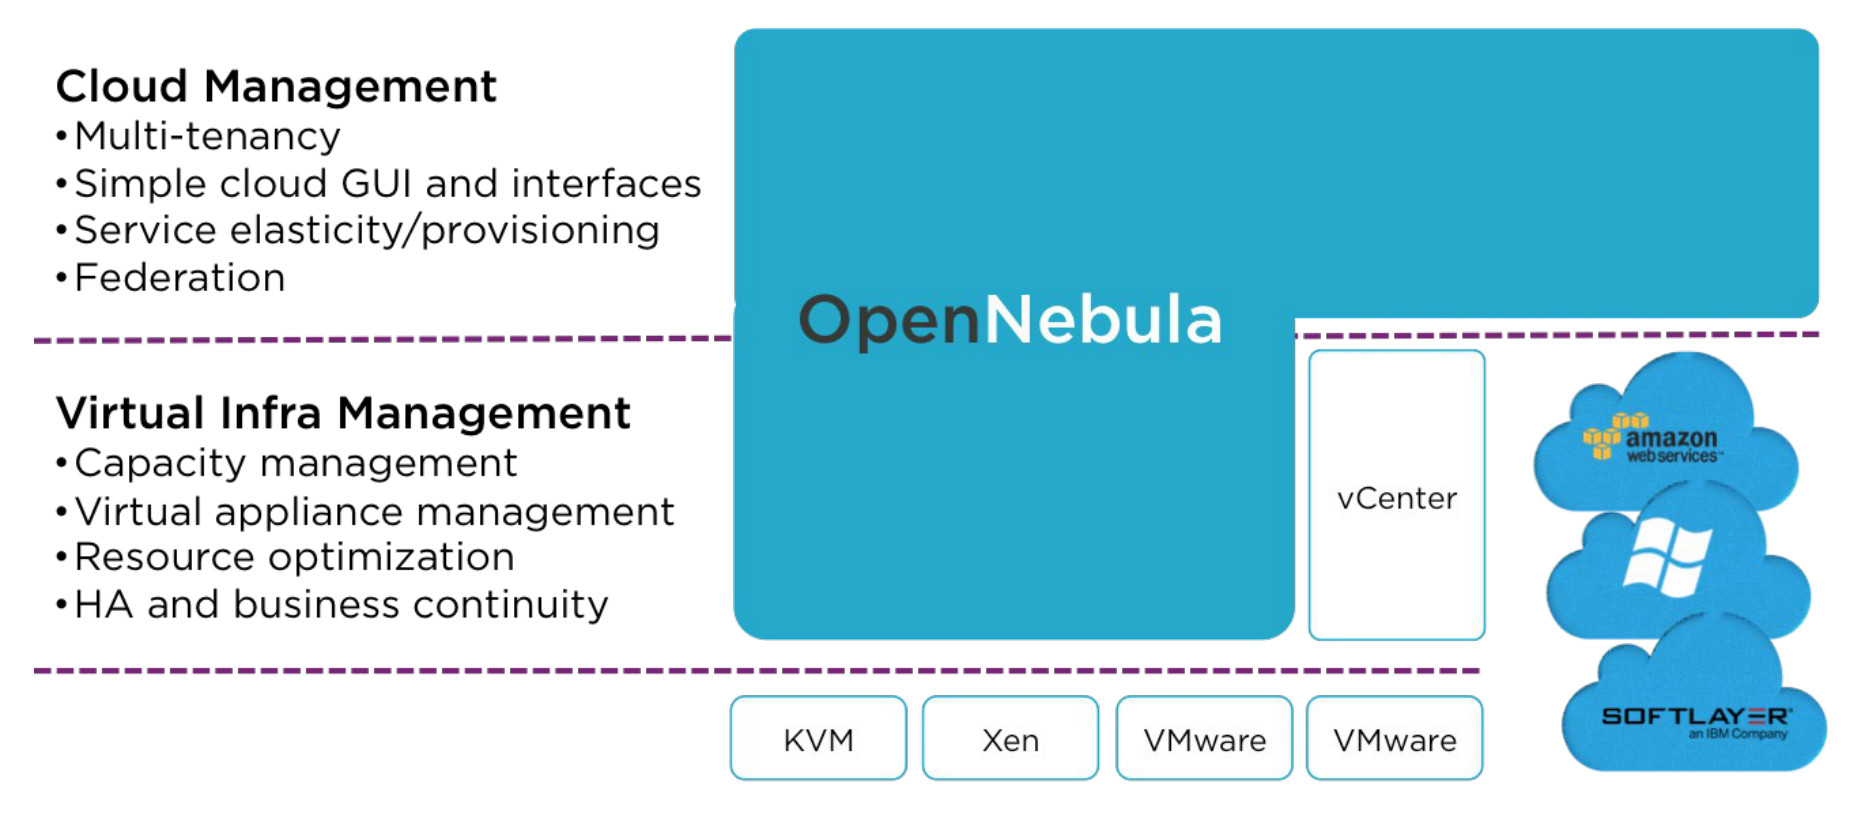 Cloud Management
•Multi-tenancy
•Simple cloud GUI and interfaces
•Service elasticity/provisioning
•Federation
OpenNebula
Virtual Infra Management
•Capacity management
•Virtual appliance management
•Resource optimization
•HA and business continuity
vCenter
amazon
web services™
SOFTLAYER®
an IBM Company
KVM
Xen
VMware
VMware